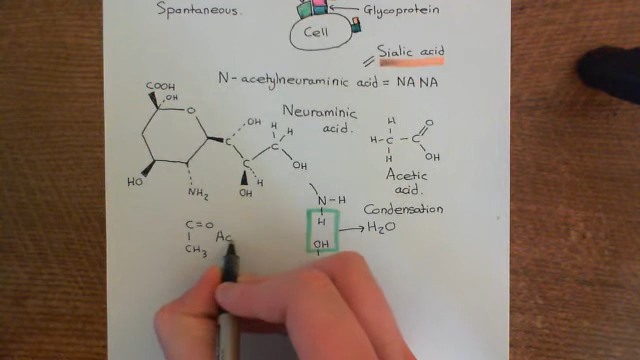 Spontaneous.
Glycoprotein
Cell
Sialic acid
N-acetylneuraminic acid = NANA
COOH
OH
O
Neuraminic
acid.
C
OH
H
H
C
OH
C
H
OH
HO
NH2
H
H-C-C
O
H
OH
Acetic
acid.
N-H
H
Condensation
H2O
OH
C=O
CH3
Ac